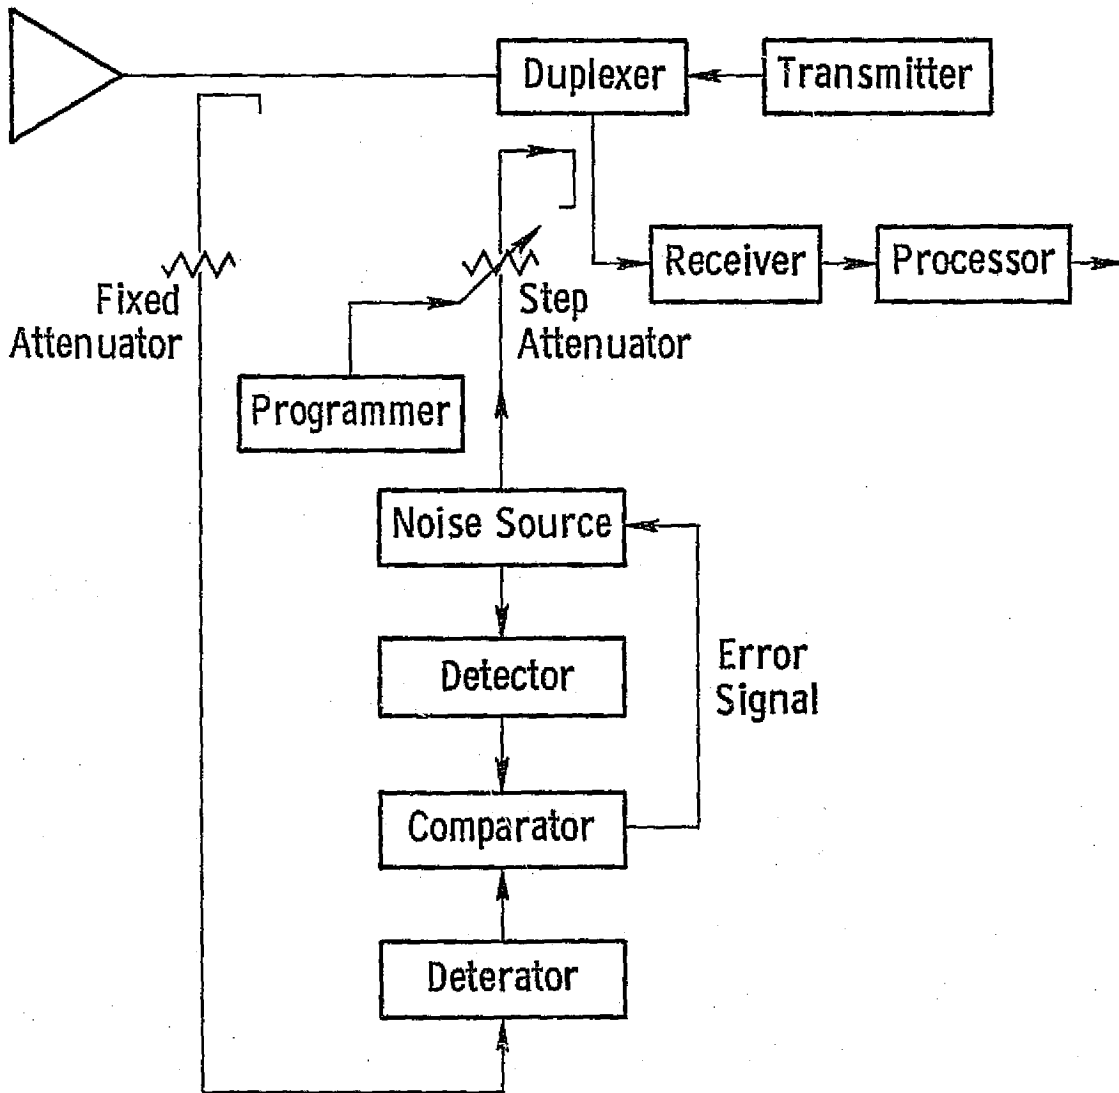 Duplexer
Transmitter
Receiver
Processor
Fixed
Attenuator
Step
Attenuator
Programmer
Noise Source
Detector
Error
Signal
Comparator
Deterator